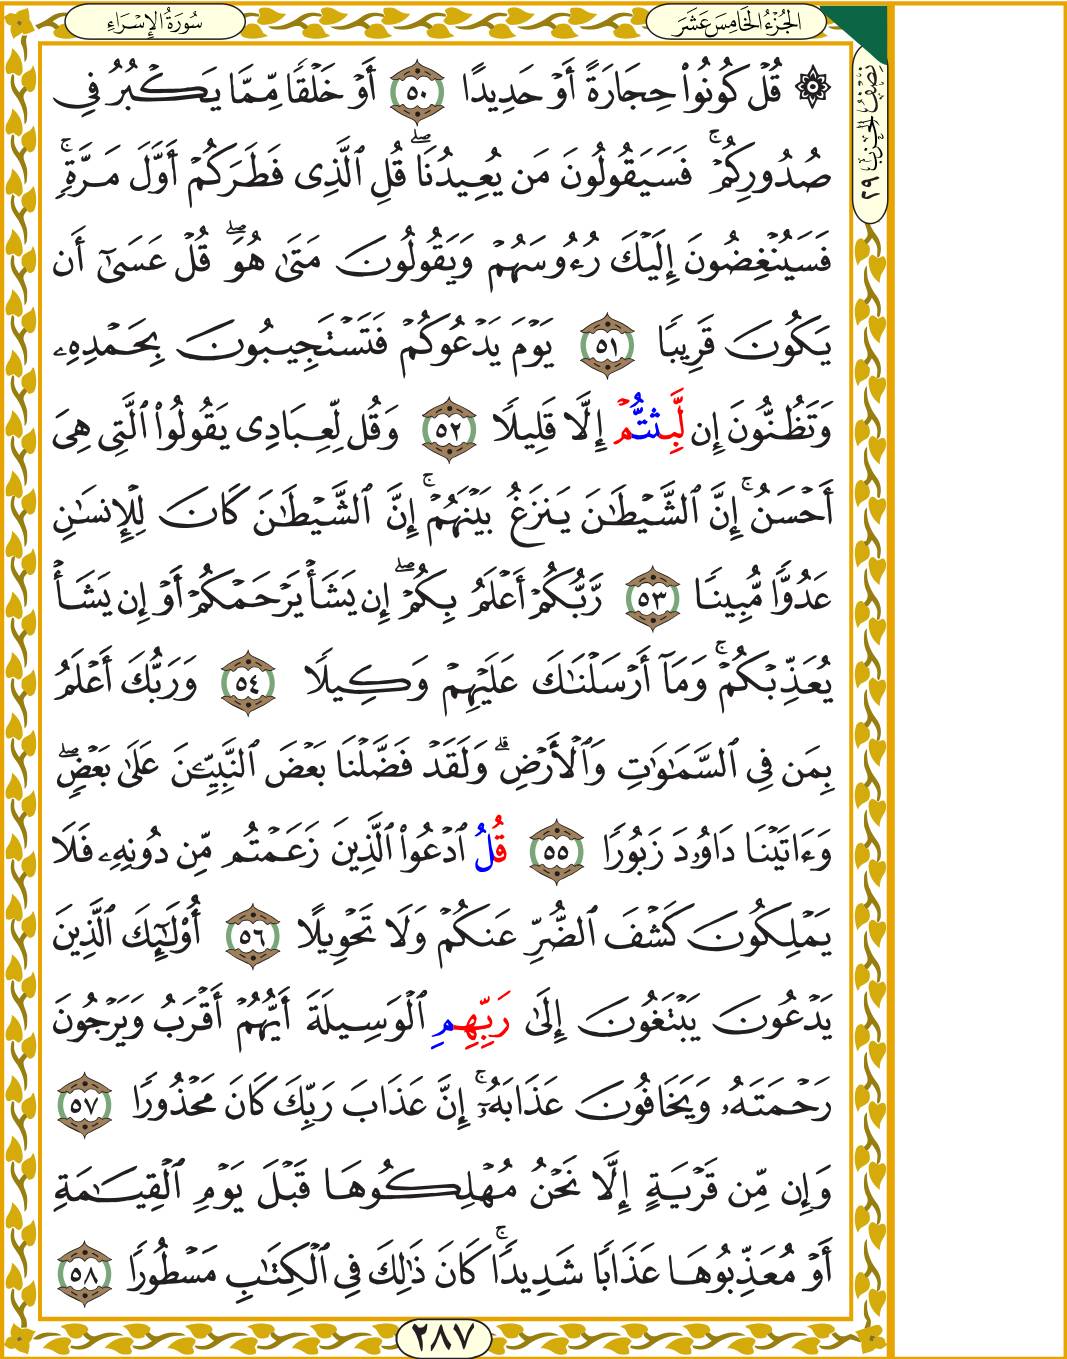 الجُزْءُ الخَامِسَ عَشَرَ
سُورَةُ الإِسْرَاءِ
نِصْفُ الحِزْبِ ٢٩
۞ قُلْ كُونُوا۟ حِجَارَةً أَوْ حَدِيدًا ٥٠ أَوْ خَلْقًا مِّمَّا يَكْبُرُ فِى
صُدُورِكُمْ ۚ فَسَيَقُولُونَ مَن يُعِيدُنَا ۖ قُلِ ٱلَّذِى فَطَرَكُمْ أَوَّلَ مَرَّةٍ ۚ
فَسَيُنْغِضُونَ إِلَيْكَ رُءُوسَهُمْ وَيَقُولُونَ مَتَىٰ هُوَ ۖ قُلْ عَسَىٰٓ أَن
يَكُونَ قَرِيبًا ٥١ يَوْمَ يَدْعُوكُمْ فَتَسْتَجِيبُونَ بِحَمْدِهِۦ
وَتَظُنُّونَ إِن لَّبِثتُّمْ إِلَّا قَلِيلًا ٥٢ وَقُل لِّعِبَادِى يَقُولُوا۟ ٱلَّتِى هِىَ
أَحْسَنُ ۚ إِنَّ ٱلشَّيْطَـٰنَ يَنزَغُ بَيْنَهُمْ ۚ إِنَّ ٱلشَّيْطَـٰنَ كَانَ لِلْإِنسَـٰنِ
عَدُوًّا مُّبِينًا ٥٣ رَّبُّكُمْ أَعْلَمُ بِكُمْ ۖ إِن يَشَأْ يَرْحَمْكُمْ أَوْ إِن يَشَأْ
يُعَذِّبْكُمْ ۚ وَمَآ أَرْسَلْنَـٰكَ عَلَيْهِمْ وَكِيلًا ٥٤ وَرَبُّكَ أَعْلَمُ
بِمَن فِى ٱلسَّمَـٰوَٰتِ وَٱلْأَرْضِ ۗ وَلَقَدْ فَضَّلْنَا بَعْضَ ٱلنَّبِيِّـۧنَ عَلَىٰ بَعْضٍ ۖ
وَءَاتَيْنَا دَاوُۥدَ زَبُورًا ٥٥ قُلُ ٱدْعُوا۟ ٱلَّذِينَ زَعَمْتُم مِّن دُونِهِۦ فَلَا
يَمْلِكُونَ كَشْفَ ٱلضُّرِّ عَنكُمْ وَلَا تَحْوِيلًا ٥٦ أُو۟لَـٰٓئِكَ ٱلَّذِينَ
يَدْعُونَ يَبْتَغُونَ إِلَىٰ رَبِّهِمِ ٱلْوَسِيلَةَ أَيُّهُمْ أَقْرَبُ وَيَرْجُونَ
رَحْمَتَهُۥ وَيَخَافُونَ عَذَابَهُۥٓ ۚ إِنَّ عَذَابَ رَبِّكَ كَانَ مَحْذُورًا ٥٧
وَإِن مِّن قَرْيَةٍ إِلَّا نَحْنُ مُهْلِكُوهَا قَبْلَ يَوْمِ ٱلْقِيَـٰمَةِ
أَوْ مُعَذِّبُوهَا عَذَابًا شَدِيدًا ۚ كَانَ ذَٰلِكَ فِى ٱلْكِتَـٰبِ مَسْطُورًا ٥٨
٢٨٧